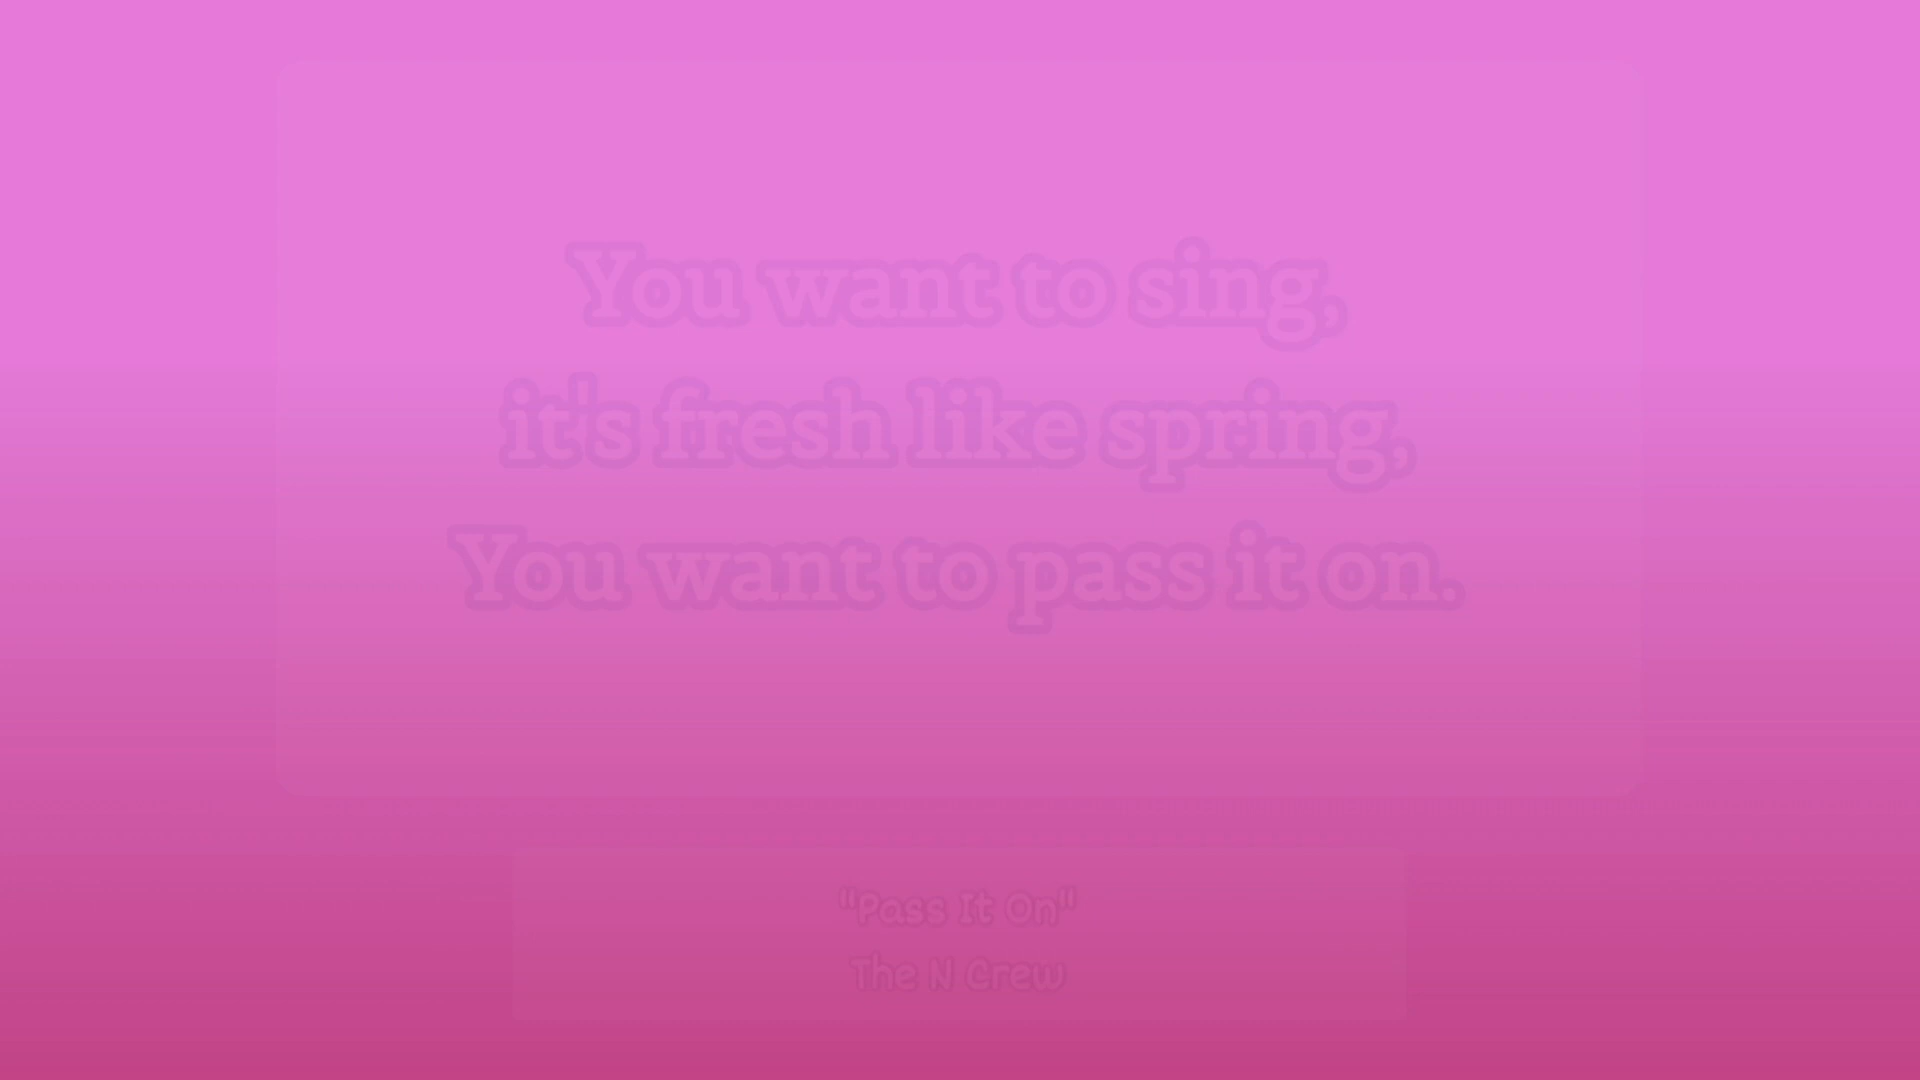 You want to sing,
it's fresh like spring,
You want to pass it on.
"Pass It On"
The N Crew